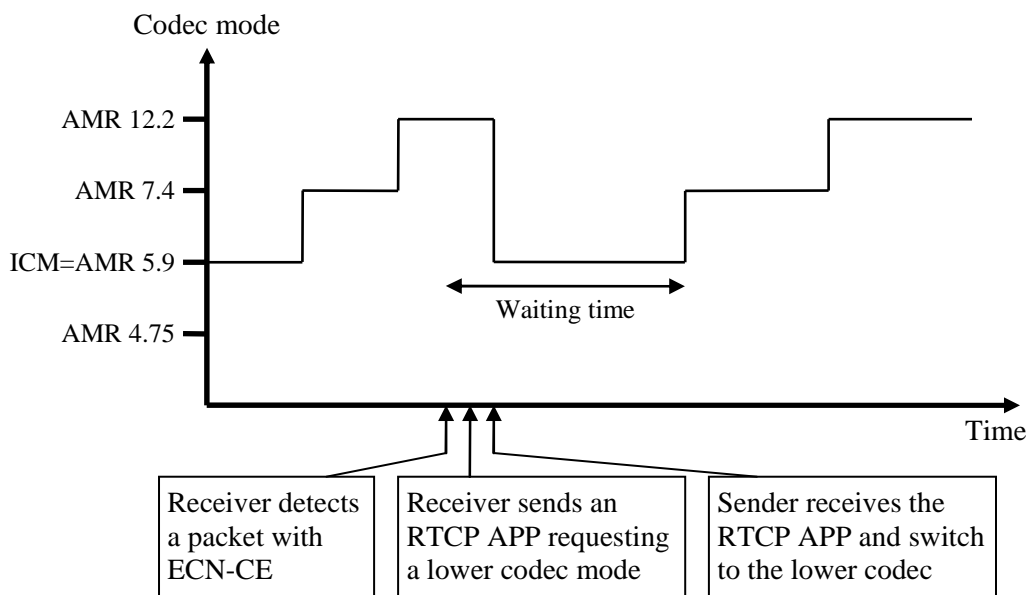 Codec mode
AMR 12.2
AMR 7.4
ICM=AMR 5.9
AMR 4.75
Waiting time
Time
Receiver detects
a packet with
ECN-CE
Receiver sends an
RTCP APP requesting
a lower codec mode
Sender receives the
RTCP APP and switch
to the lower codec